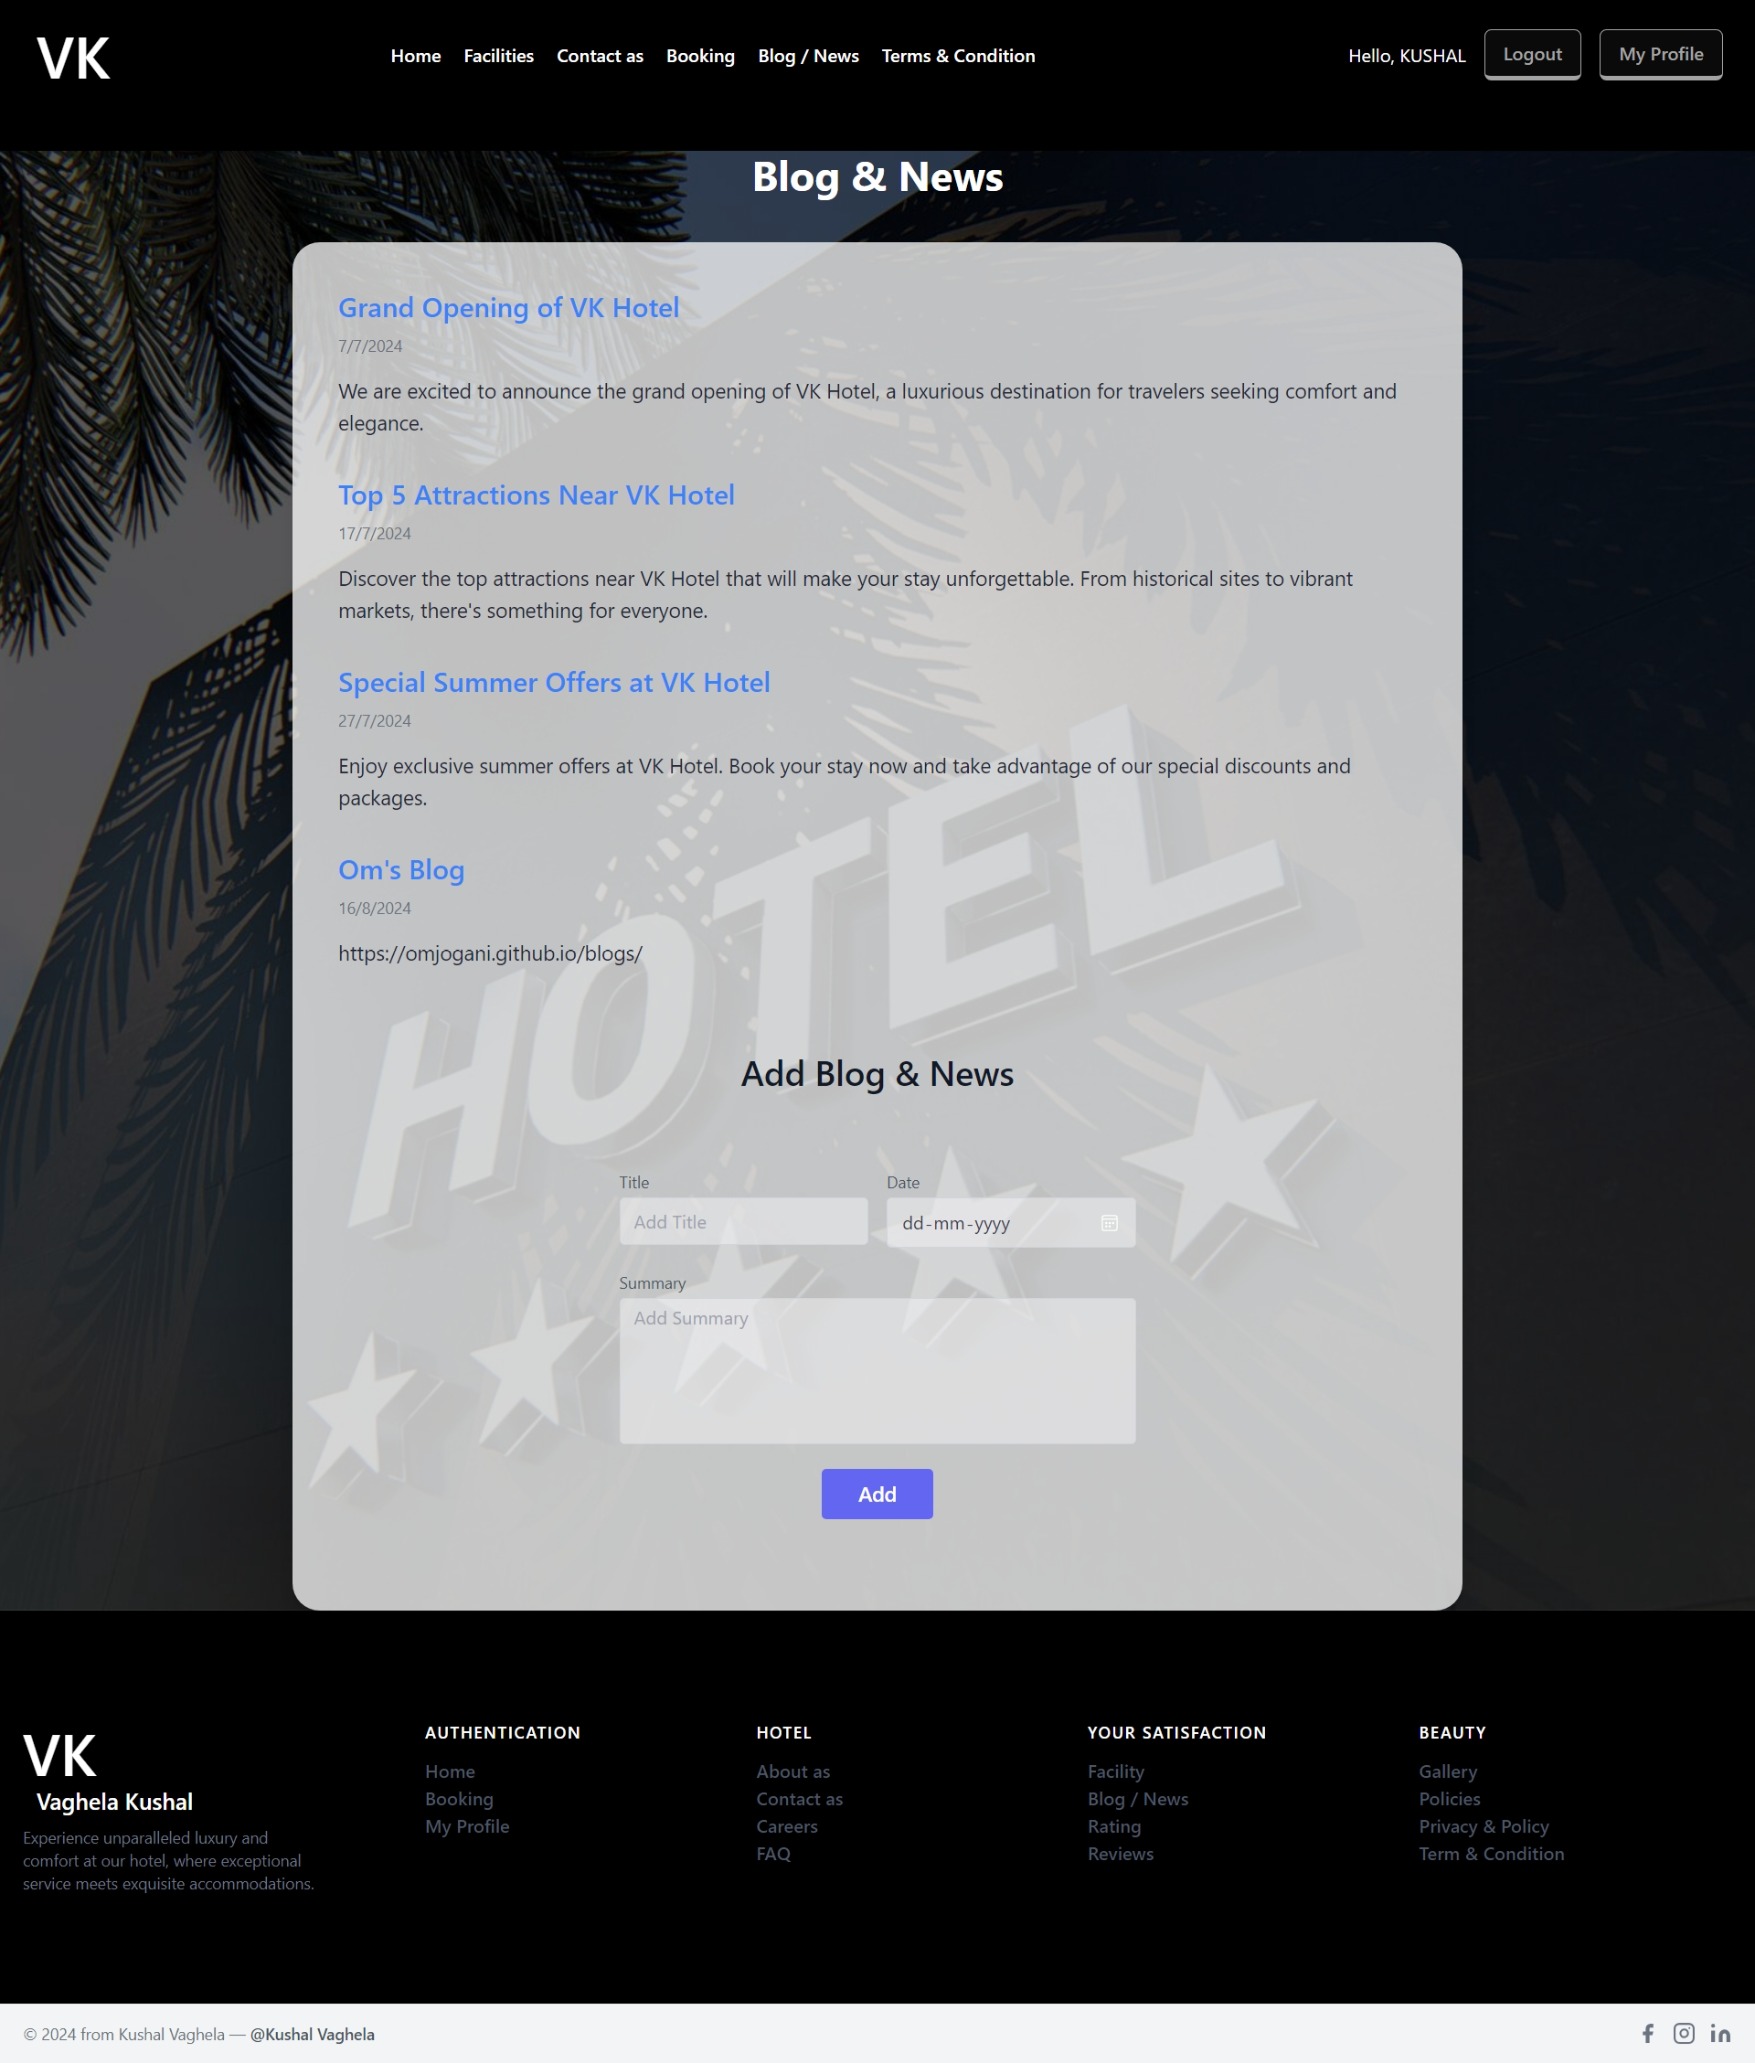 VK
Home Facilities Contact as Booking Blog / News Terms & Condition
Hello, KUSHAL Logout My Profile
Blog & News
Grand Opening of VK Hotel
7/7/2024
We are excited to announce the grand opening of VK Hotel, a luxurious destination for travelers seeking comfort and
elegance.
Top 5 Attractions Near VK Hotel
17/7/2024
Discover the top attractions near VK Hotel that will make your stay unforgettable. From historical sites to vibrant
markets, there's something for everyone.
Special Summer Offers at VK Hotel
27/7/2024
Enjoy exclusive summer offers at VK Hotel. Book your stay now and take advantage of our special discounts and
packages.
Om's Blog
16/8/2024
https://omjogani.github.io/blogs/
HOTEL
Add Blog & News
Title Date
Add Title dd-mm-yyyy
Summary
Add Summary
Add
VK
Vaghela Kushal
Experience unparalleled luxury and
comfort at our hotel, where exceptional
service meets exquisite accommodations.
AUTHENTICATION
Home
Booking
My Profile
HOTEL
About as
Contact as
Careers
FAQ
YOUR SATISFACTION
Facility
Blog / News
Rating
Reviews
BEAUTY
Gallery
Policies
Privacy & Policy
Term & Condition
© 2024 from Kushal Vaghela — @Kushal Vaghela